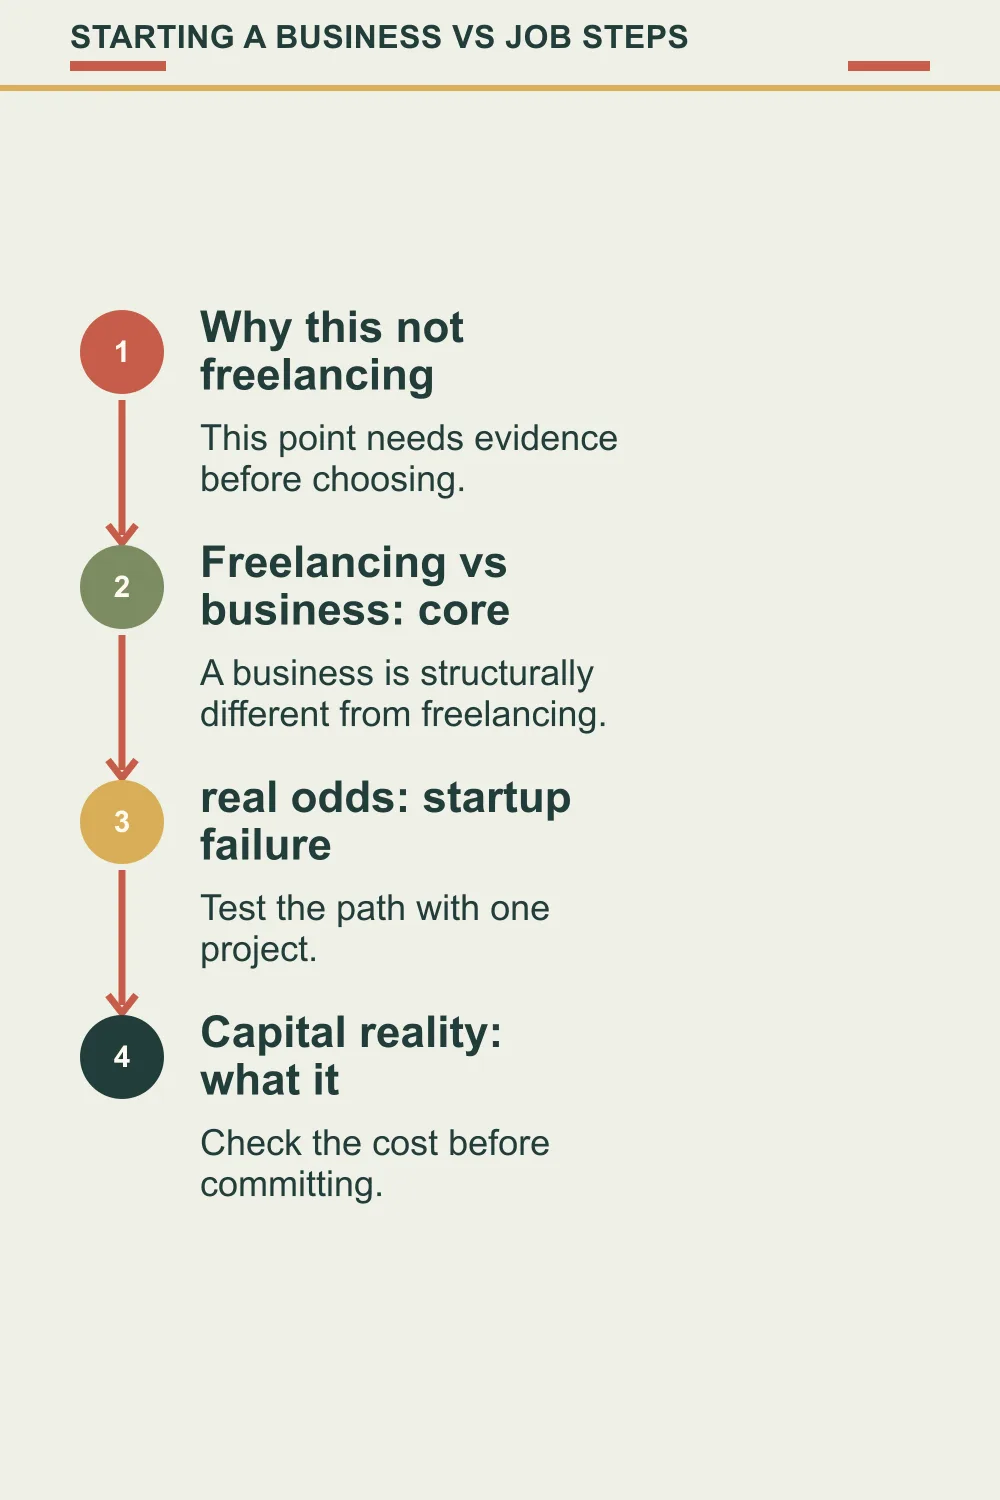 STARTING A BUSINESS VS JOB STEPS
1
Why this not
freelancing
This point needs evidence
before choosing.
2
Freelancing vs
business: core
A business is structurally
different from freelancing.
3
real odds: startup
failure
Test the path with one
project.
4
Capital reality:
what it
Check the cost before
committing.